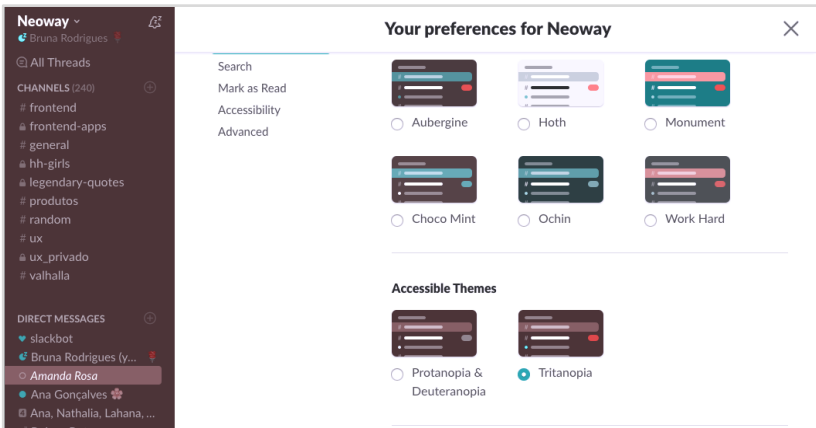 Neoway
Bruna Rodrigues
All Threads
CHANNELS (240)
# frontend
frontend-apps
# general
hh-girls
legendary-quotes
# produtos
# random
# ux
ux_privado
# valhalla
DIRECT MESSAGES
slackbot
Bruna Rodrigues (y...
Amanda Rosa
Ana Gonçalves
Ana, Nathalia, Lahana, ...
Your preferences for Neoway
Search
Mark as Read
Accessibility
Advanced
Aubergine
Hoth
Monument
Choco Mint
Ochin
Work Hard
Accessible Themes
Protanopia &
Deuteranopia
Tritanopia